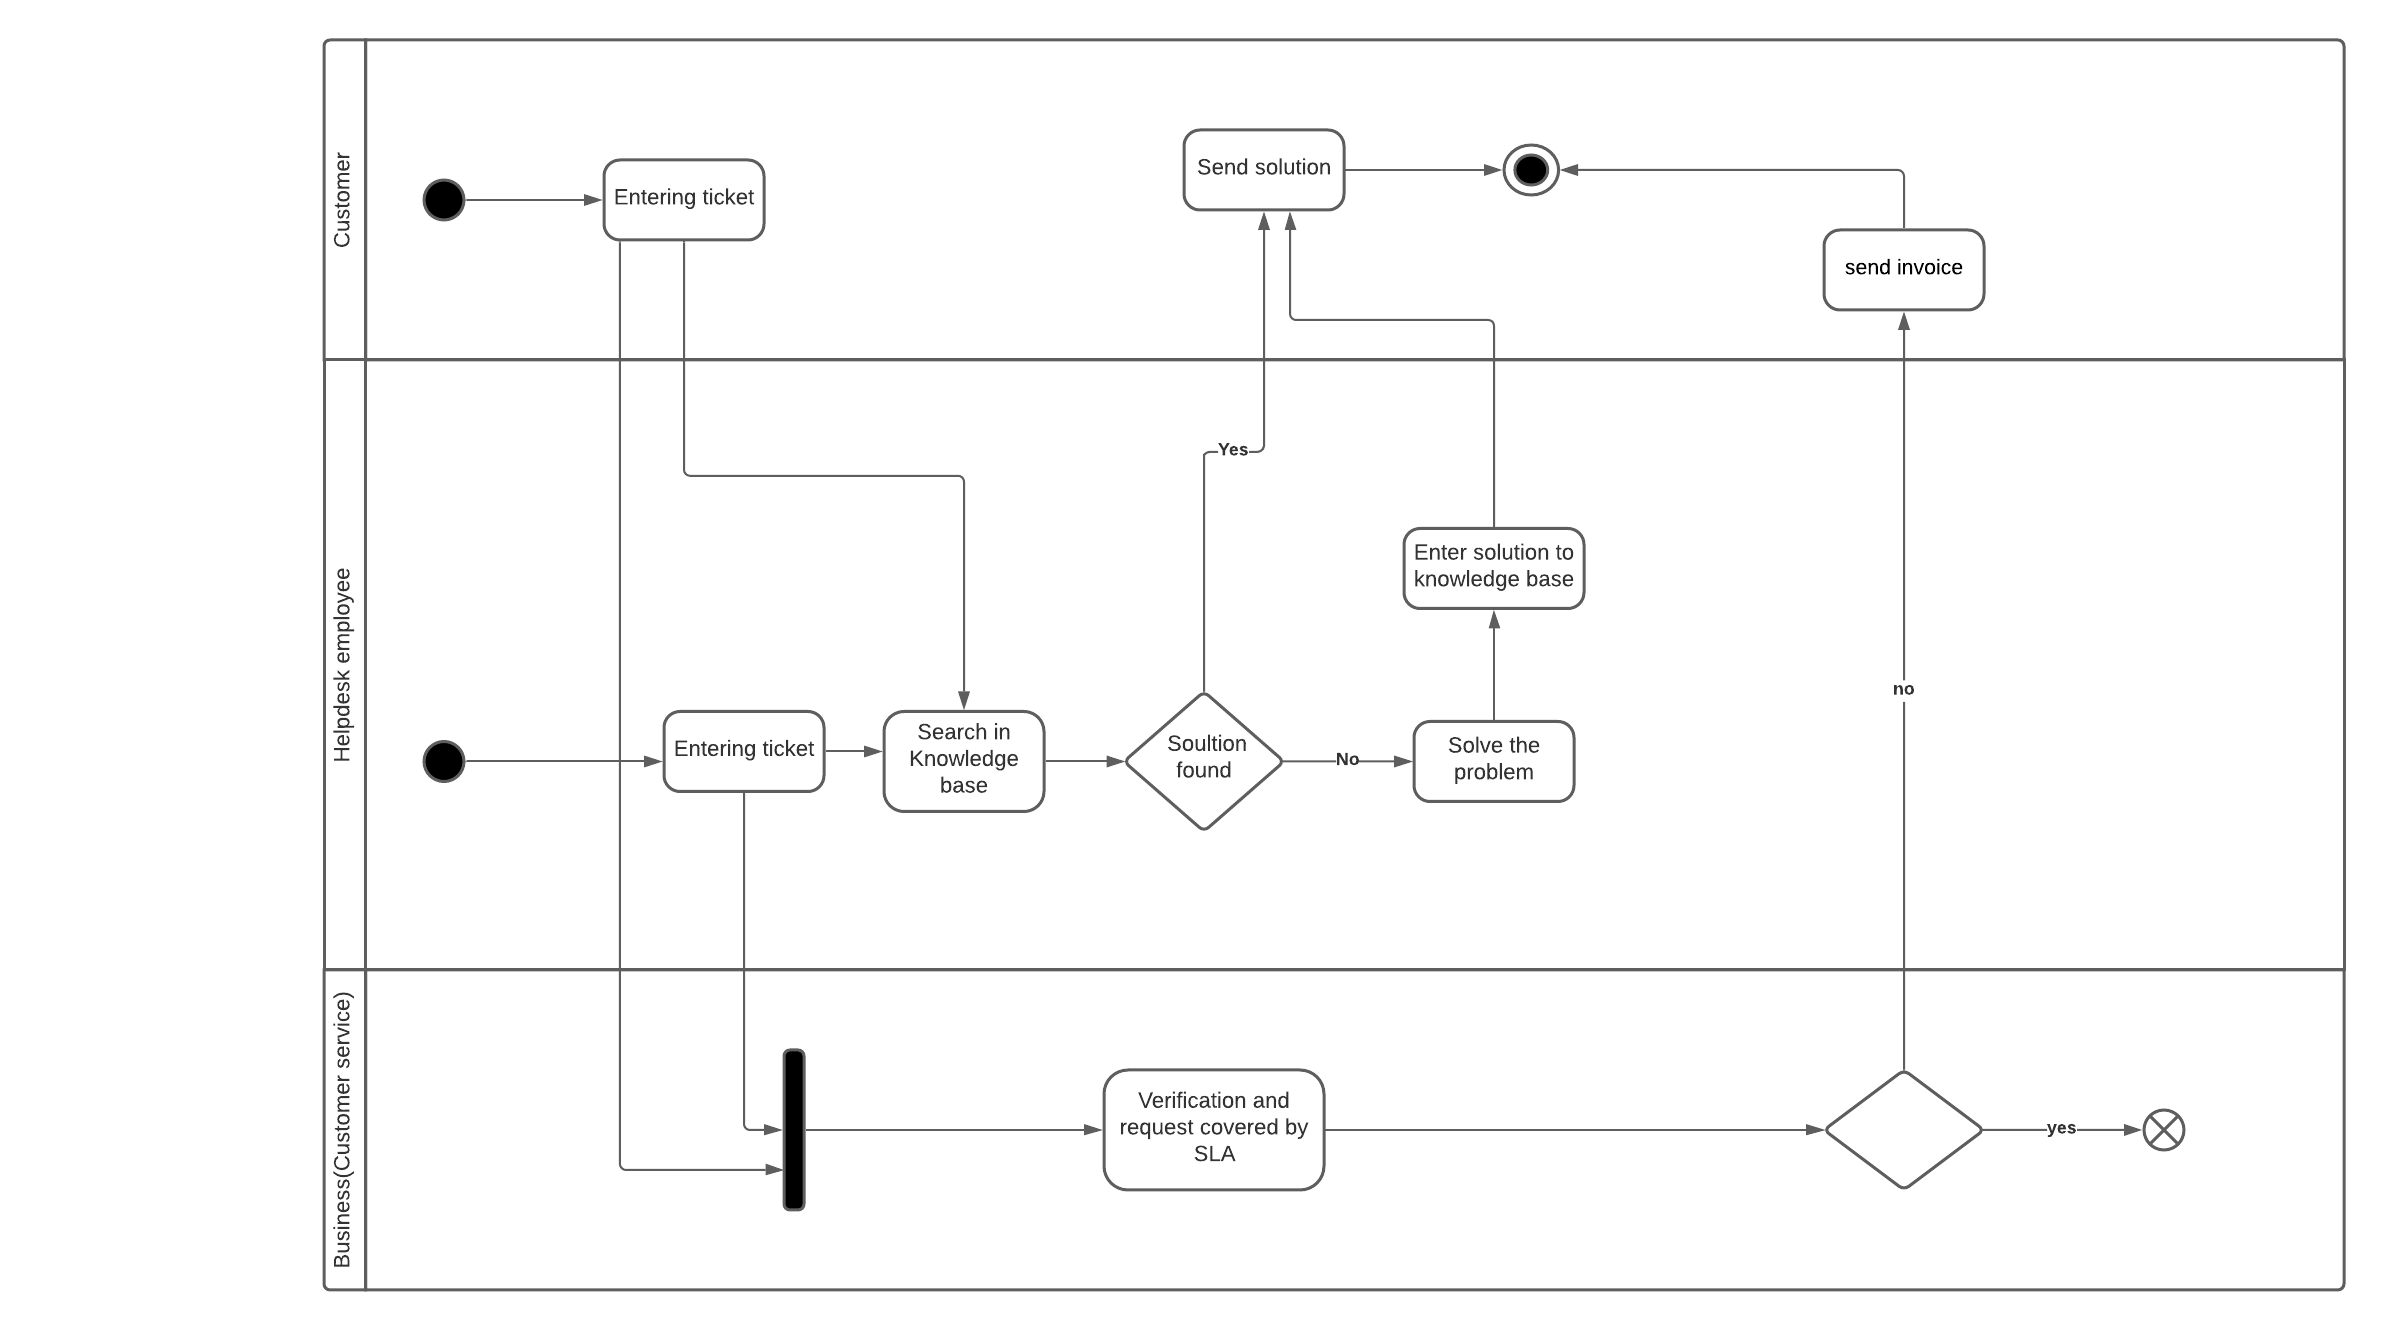 Customer
Entering ticket
Send solution
send invoice
Helpdesk employee
Yes
Enter solution to
knowledge base
no
Entering ticket
Search in
Knowledge
base
Soultion
found
No
Solve the
problem
Business(Customer service)
Verification and
request covered by
SLA
yes